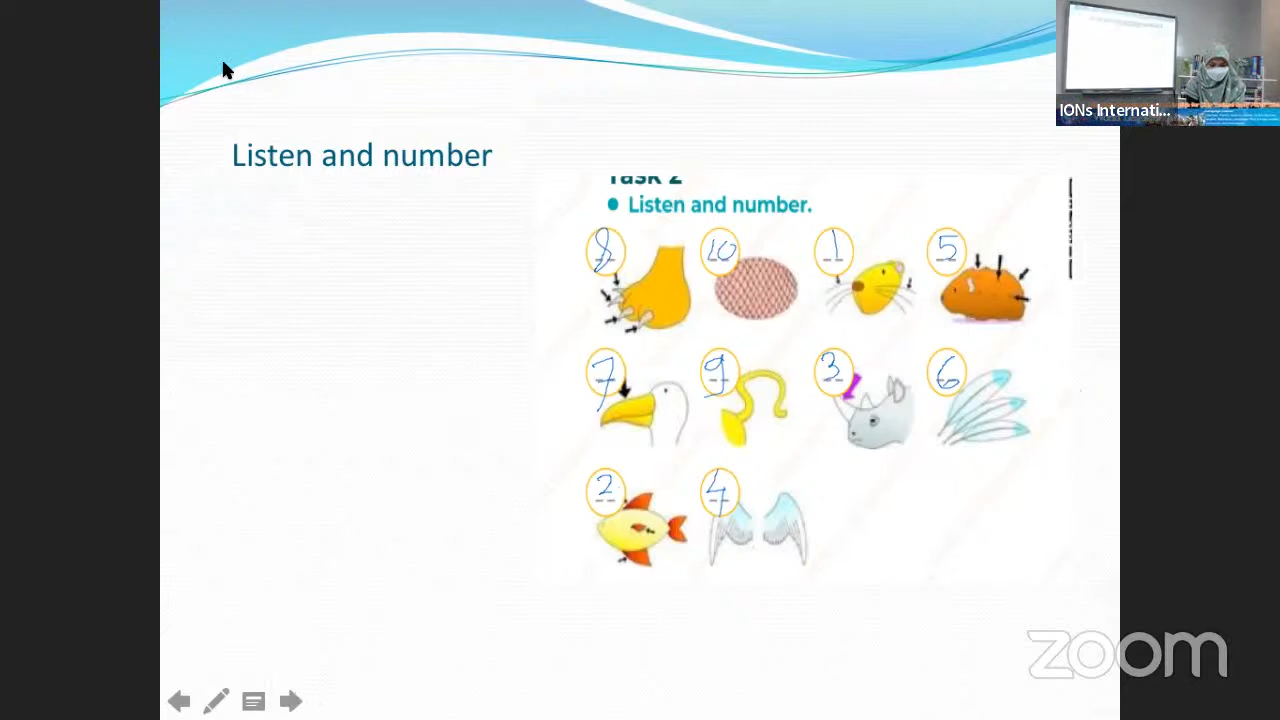 IONs Internati...
Listen and number
Task 2
• Listen and number.
8 10 1 5
7 9 3 6
2 4
zoom